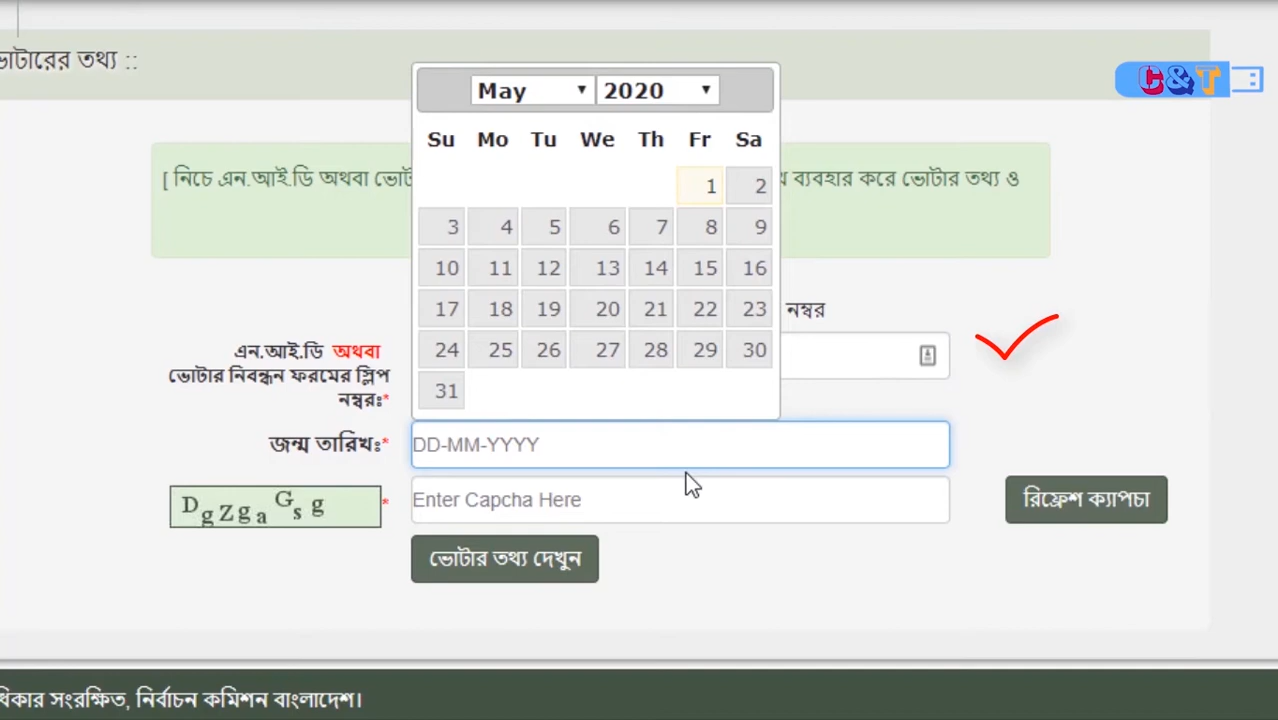 ভোটারের তথ্য ::
C&T
May 2020
Su Mo Tu We Th Fr Sa
1 2
3 4 5 6 7 8 9
10 11 12 13 14 15 16
17 18 19 20 21 22 23
24 25 26 27 28 29 30
31
[ নিচে এন.আই.ডি অথবা ব্যবহার করে ভোটার তথ্য ও
নম্বর
এন.আই.ডি অথবা
ভোটার নিবন্ধন ফরমের স্লিপ
নম্বরঃ*
জন্ম তারিখঃ* DD-MM-YYYY
DgZgaGsg * Enter Capcha Here রিফ্রেশ ক্যাপচা
ভোটার তথ্য দেখুন
সংরক্ষিত, নির্বাচন কমিশন বাংলাদেশ।